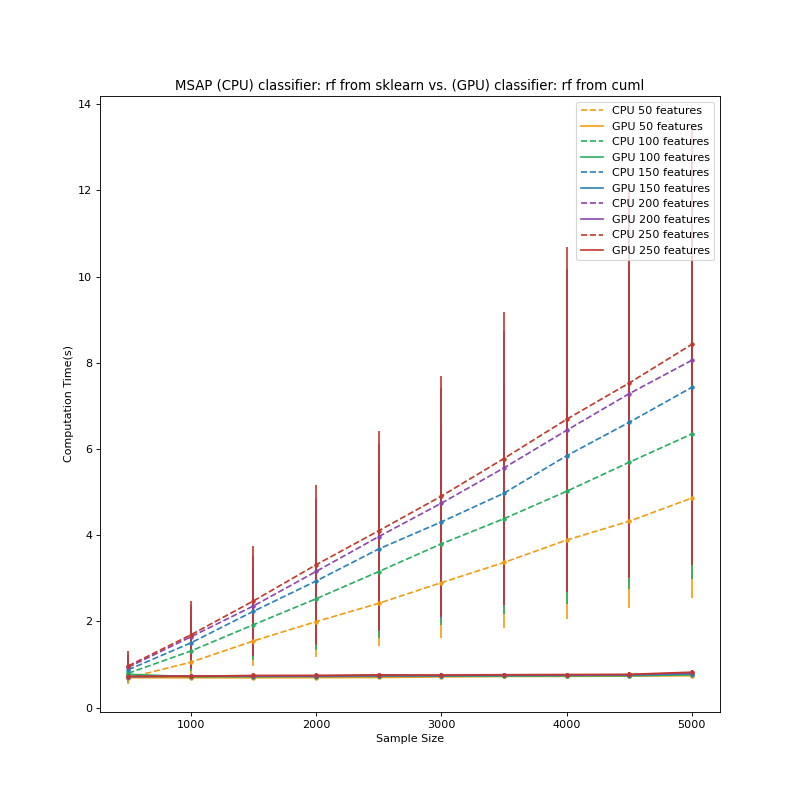 MSAP (CPU) classifier: rf from sklearn vs. (GPU) classifier: rf from cuml
14
12
10
8
6
4
2
0
Computation Time(s)
CPU 50 features
GPU 50 features
CPU 100 features
GPU 100 features
CPU 150 features
GPU 150 features
CPU 200 features
GPU 200 features
CPU 250 features
GPU 250 features
1000 2000 3000 4000 5000
Sample Size